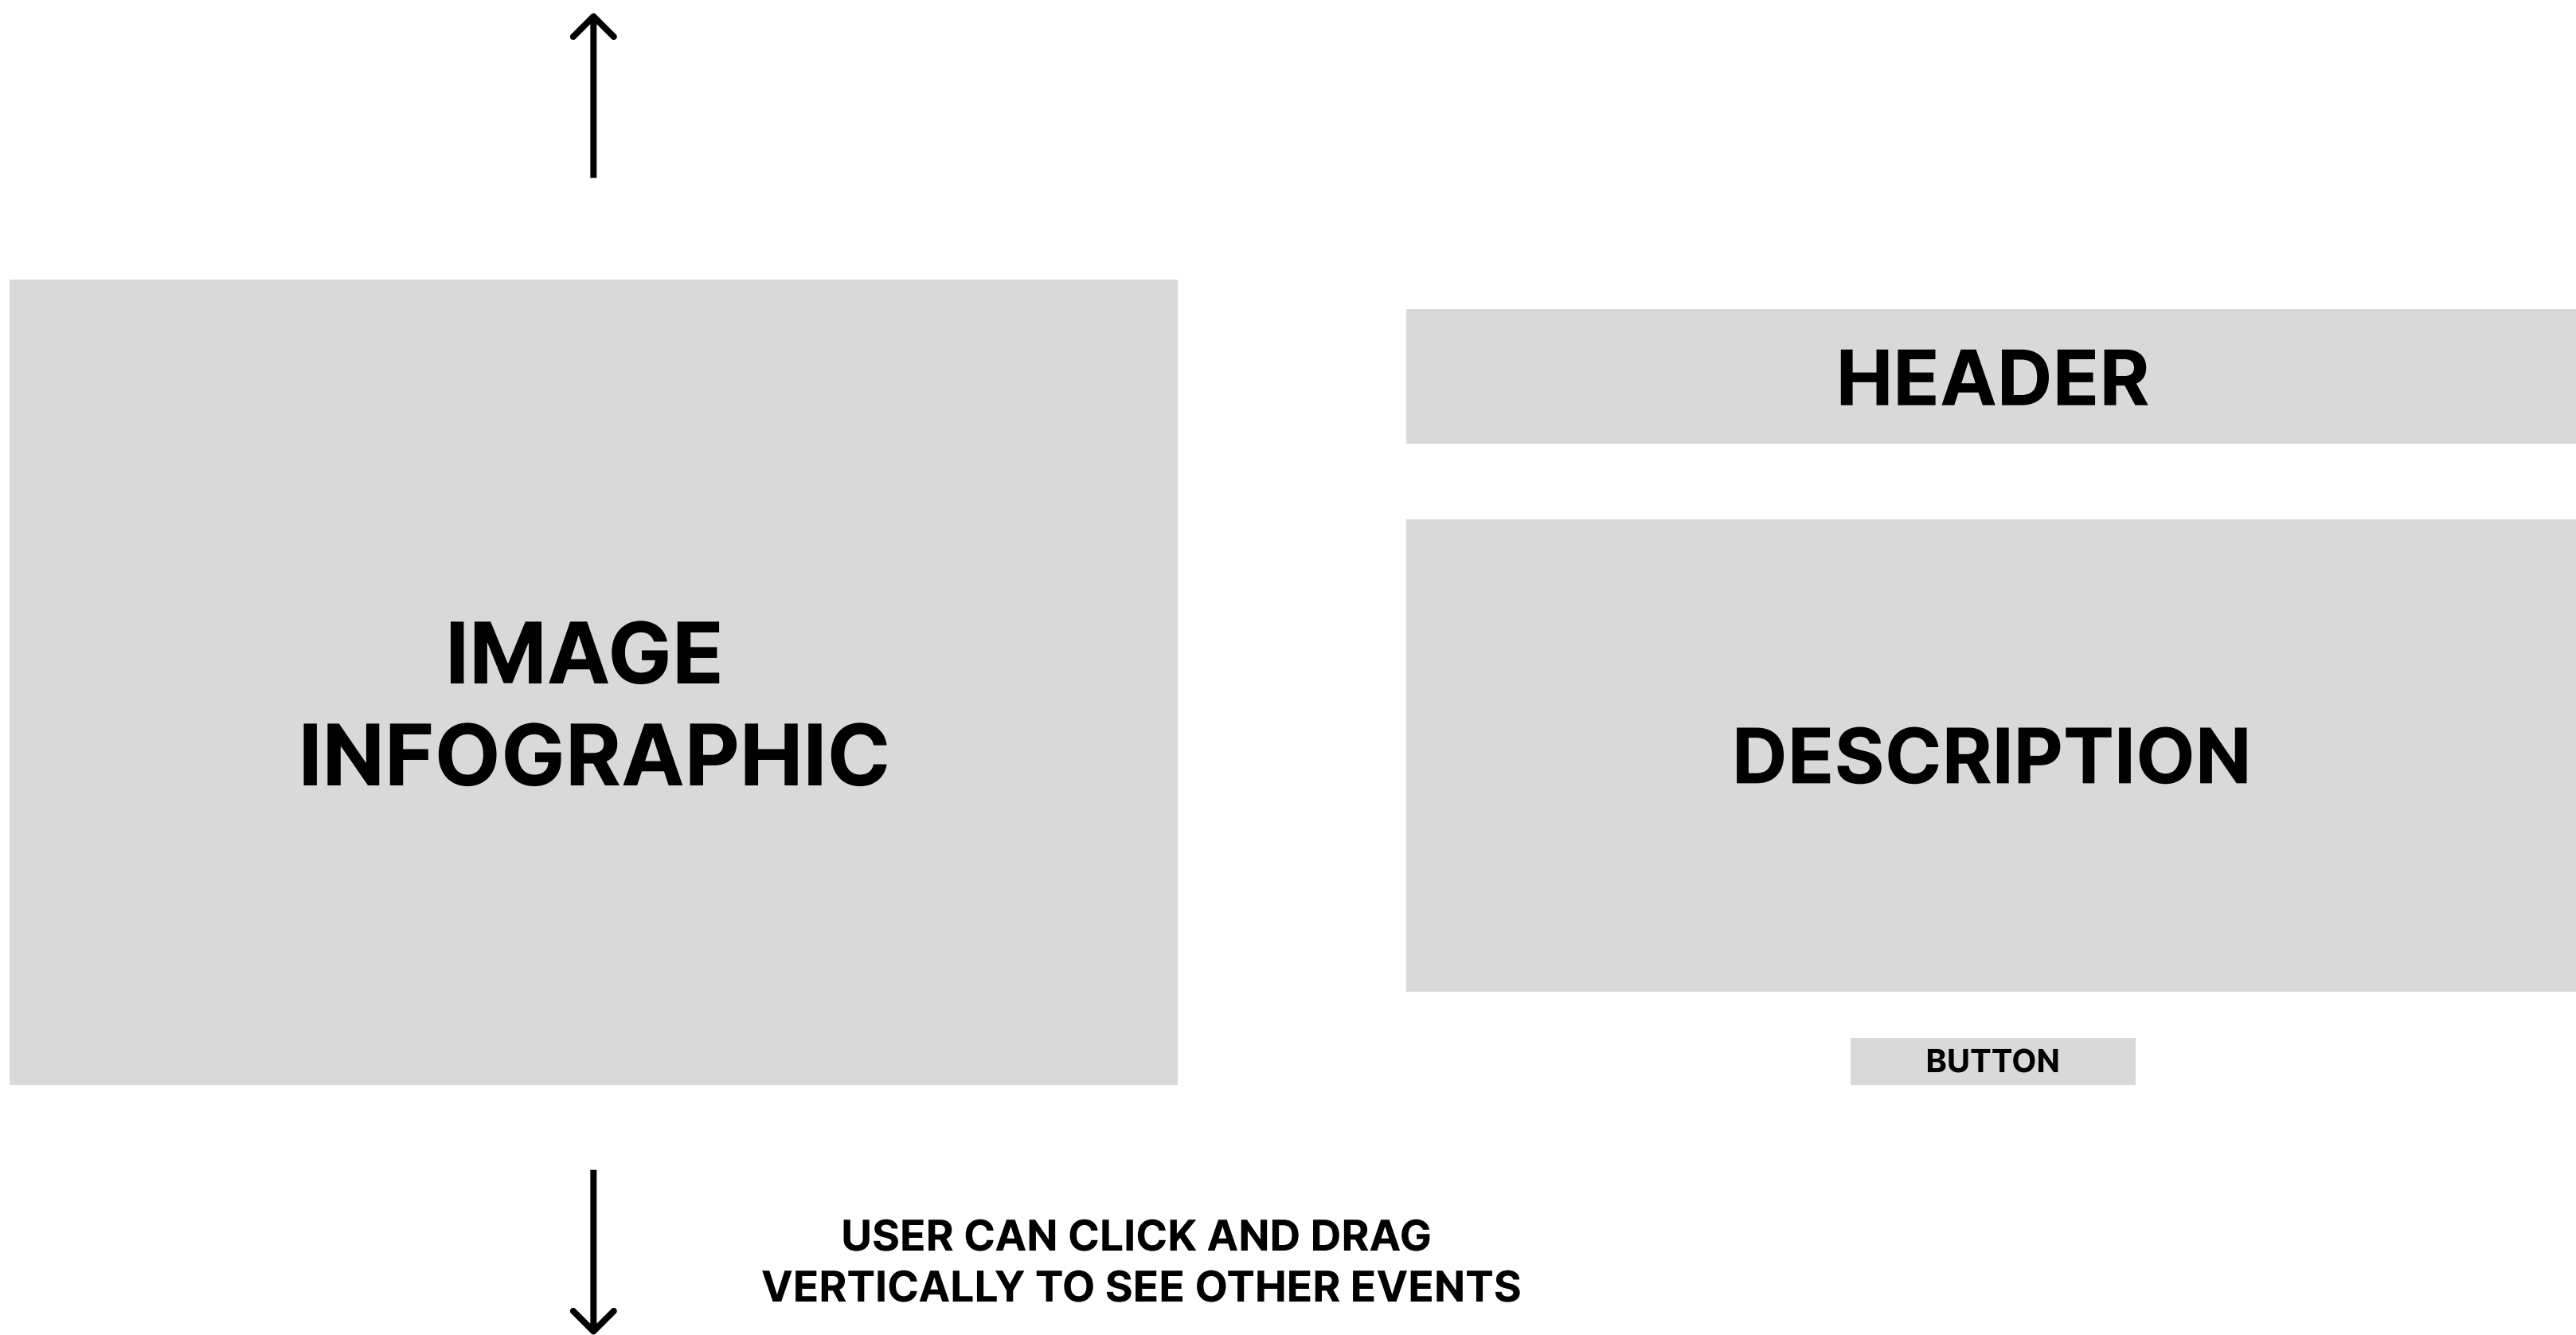 HEADER
IMAGE
INFOGRAPHIC
DESCRIPTION
BUTTON
USER CAN CLICK AND DRAG
VERTICALLY TO SEE OTHER EVENTS